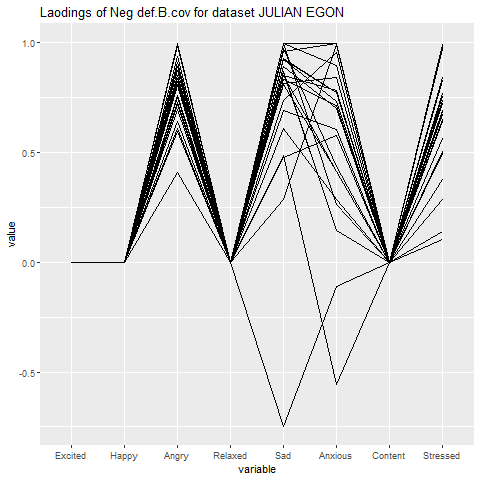 Laodings of Neg def.B.cov for dataset JULIAN EGON
1.0
0.5
0.0
-0.5
value
Excited Happy Angry Relaxed Sad Anxious Content Stressed
variable